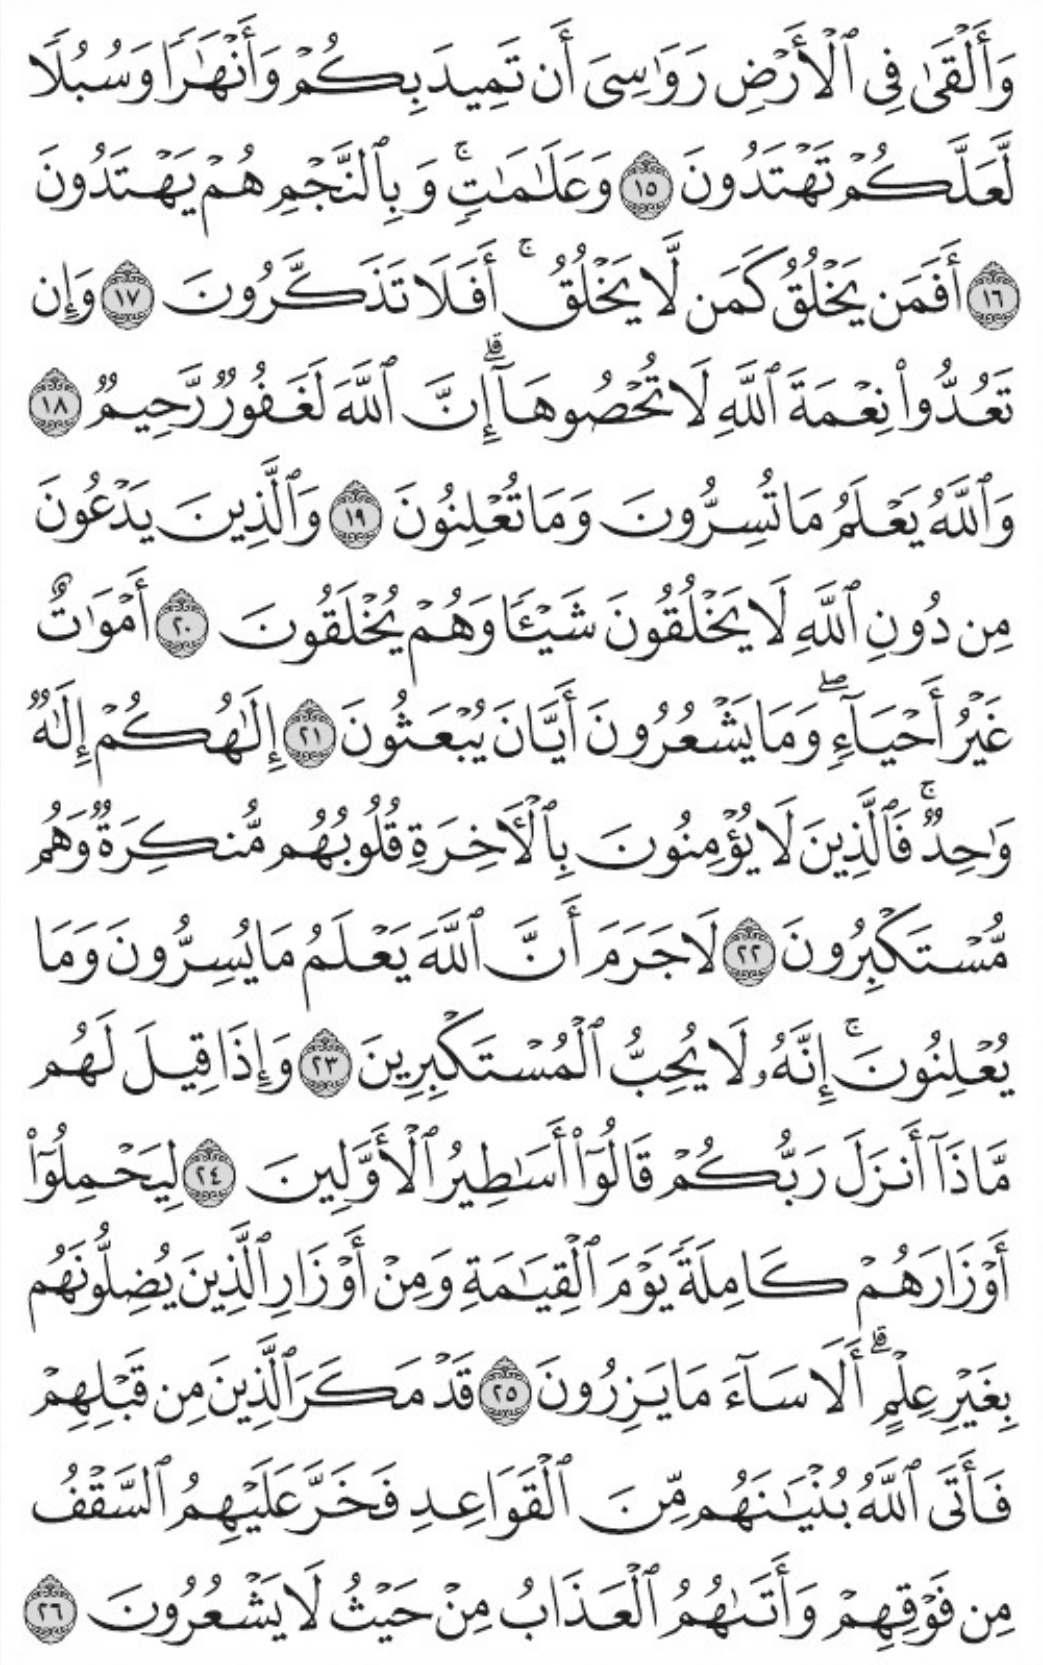 وَأَلْقَىٰ فِى ٱلْأَرْضِ رَوَٰسِىَ أَن تَمِيدَ بِكُمْ وَأَنْهَٰرًا وَسُبُلًا
لَّعَلَّكُمْ تَهْتَدُونَ ١٥ وَعَلَٰمَٰتٍ ۚ وَبِٱلنَّجْمِ هُمْ يَهْتَدُونَ
١٦ أَفَمَن يَخْلُقُ كَمَن لَّا يَخْلُقُ ۚ أَفَلَا تَذَكَّرُونَ ١٧ وَإِن
تَعُدُّوا۟ نِعْمَةَ ٱللَّهِ لَا تُحْصُوهَآ ۗ إِنَّ ٱللَّهَ لَغَفُورٌ رَّحِيمٌ ١٨
وَٱللَّهُ يَعْلَمُ مَا تُسِرُّونَ وَمَا تُعْلِنُونَ ١٩ وَٱلَّذِينَ يَدْعُونَ
مِن دُونِ ٱللَّهِ لَا يَخْلُقُونَ شَيْـًٔا وَهُمْ يُخْلَقُونَ ٢٠ أَمْوَٰتٌ
غَيْرُ أَحْيَآءٍ ۖ وَمَا يَشْعُرُونَ أَيَّانَ يُبْعَثُونَ ٢١ إِلَٰهُكُمْ إِلَٰهٌ
وَٰحِدٌ ۚ فَٱلَّذِينَ لَا يُؤْمِنُونَ بِٱلْـَٔاخِرَةِ قُلُوبُهُم مُّنكِرَةٌ وَهُم
مُّسْتَكْبِرُونَ ٢٢ لَا جَرَمَ أَنَّ ٱللَّهَ يَعْلَمُ مَا يُسِرُّونَ وَمَا
يُعْلِنُونَ ۚ إِنَّهُۥ لَا يُحِبُّ ٱلْمُسْتَكْبِرِينَ ٢٣ وَإِذَا قِيلَ لَهُم
مَّاذَآ أَنزَلَ رَبُّكُمْ قَالُوٓا۟ أَسَٰطِيرُ ٱلْأَوَّلِينَ ٢٤ لِيَحْمِلُوٓا۟
أَوْزَارَهُمْ كَامِلَةً يَوْمَ ٱلْقِيَٰمَةِ وَمِنْ أَوْزَارِ ٱلَّذِينَ يُضِلُّونَهُم
بِغَيْرِ عِلْمٍ ۗ أَلَا سَآءَ مَا يَزِرُونَ ٢٥ قَدْ مَكَرَ ٱلَّذِينَ مِن قَبْلِهِمْ
فَأَتَى ٱللَّهُ بُنْيَٰنَهُم مِّنَ ٱلْقَوَاعِدِ فَخَرَّ عَلَيْهِمُ ٱلسَّقْفُ
مِن فَوْقِهِمْ وَأَتَىٰهُمُ ٱلْعَذَابُ مِنْ حَيْثُ لَا يَشْعُرُونَ ٢٦